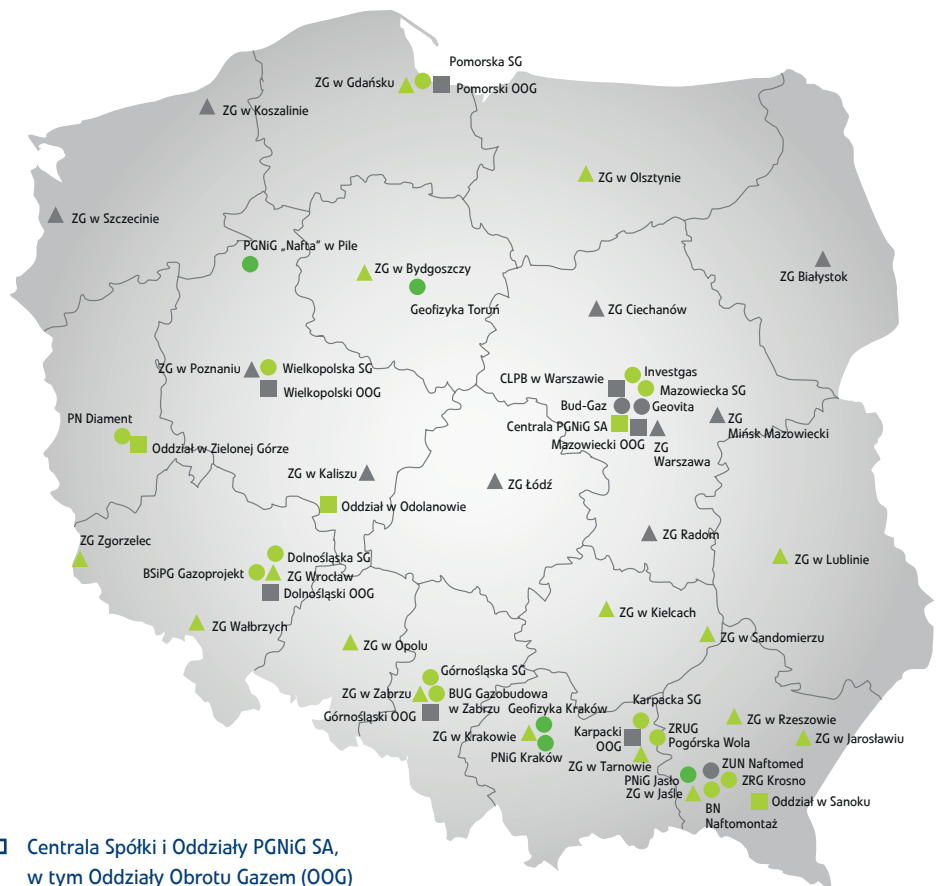 Pomorska SG
ZG w Gdańsku
Pomorski OOG
ZG w Koszalinie
ZG w Olsztynie
ZG w Szczecinie
PGNiG „Nafta” w Pile
ZG w Bydgoszczy
ZG Białystok
Geofizyka Toruń
ZG Ciechanów
ZG w Poznaniu
Wielkopolska SG
Wielkopolski OOG
CLPB w Warszawie
Investgas
Mazowiecka SG
Bud-Gaz
Geovita
Centrala PGNiG SA
Mazowiecki OOG
ZG
Warszawa
ZG
Mińsk Mazowiecki
PN Diament
Oddział w Zielonej Górze
ZG w Kaliszu
ZG Łódź
Oddział w Odolanowie
ZG Radom
ZG Zgorzelec
Dolnośląska SG
BSiPG Gazoprojekt
ZG Wrocław
Dolnośląski OOG
ZG w Lublinie
ZG Wałbrzych
ZG w Opolu
ZG w Kielcach
ZG w Sandomierzu
Górnośląska SG
ZG w Zabrzu
BUG Gazobudowa
w Zabrzu
Górnośląski OOG
Geofizyka Kraków
ZG w Krakowie
PNiG Kraków
Karpacka SG
Karpacki
OOG
ZRUG
Pogórska Wola
ZG w Tarnowie
ZG w Rzeszowie
ZG w Jarosławiu
PNiG Jasło
ZUN Naftomed
ZG w Jaśle
ZRG Krosno
BN
Naftomontaż
Oddział w Sanoku
Centrala Spółki i Oddziały PGNiG SA,
w tym Oddziały Obrotu Gazem (OOG)